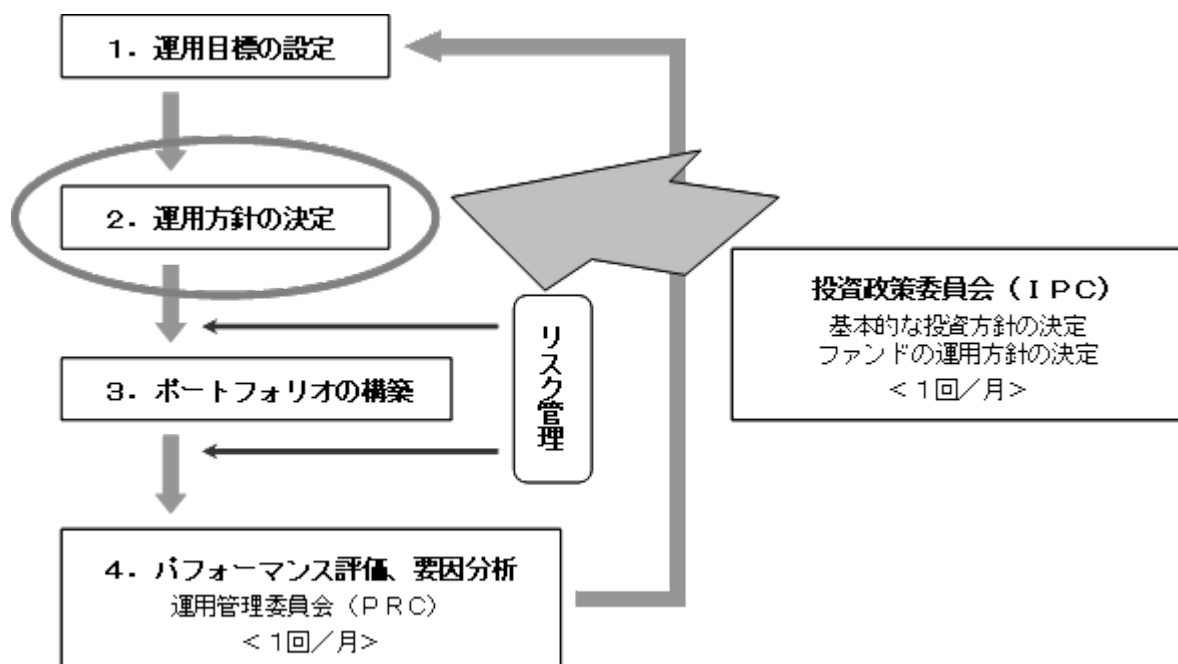 １．運用目標の設定
２．運用方針の決定
投資政策委員会（ＩＰＣ）
基本的な投資方針の決定
ファンドの運用方針の決定
＜１回／月＞
リスク管理
３．ポートフォリオの構築
４．パフォーマンス評価、要因分析
運用管理委員会（ＰＲＣ）
＜１回／月＞